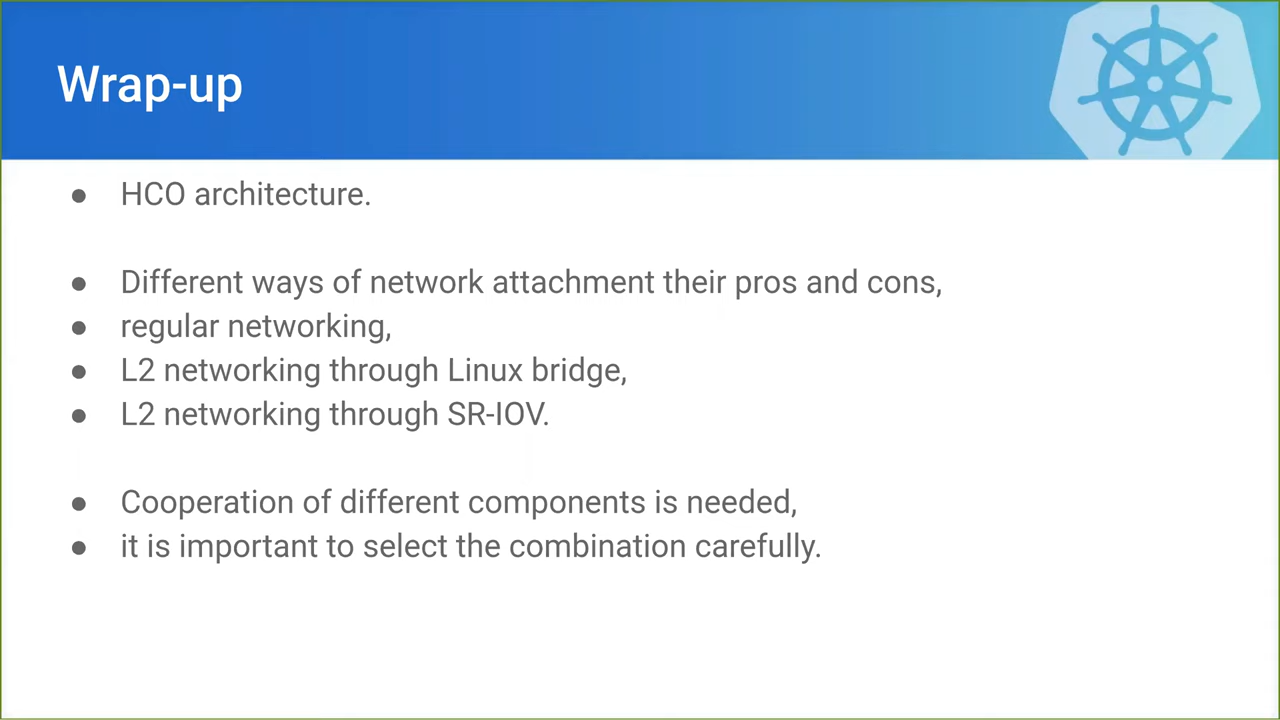 Wrap-up
● HCO architecture.
● Different ways of network attachment their pros and cons,
● regular networking,
● L2 networking through Linux bridge,
● L2 networking through SR-IOV.
● Cooperation of different components is needed,
● it is important to select the combination carefully.